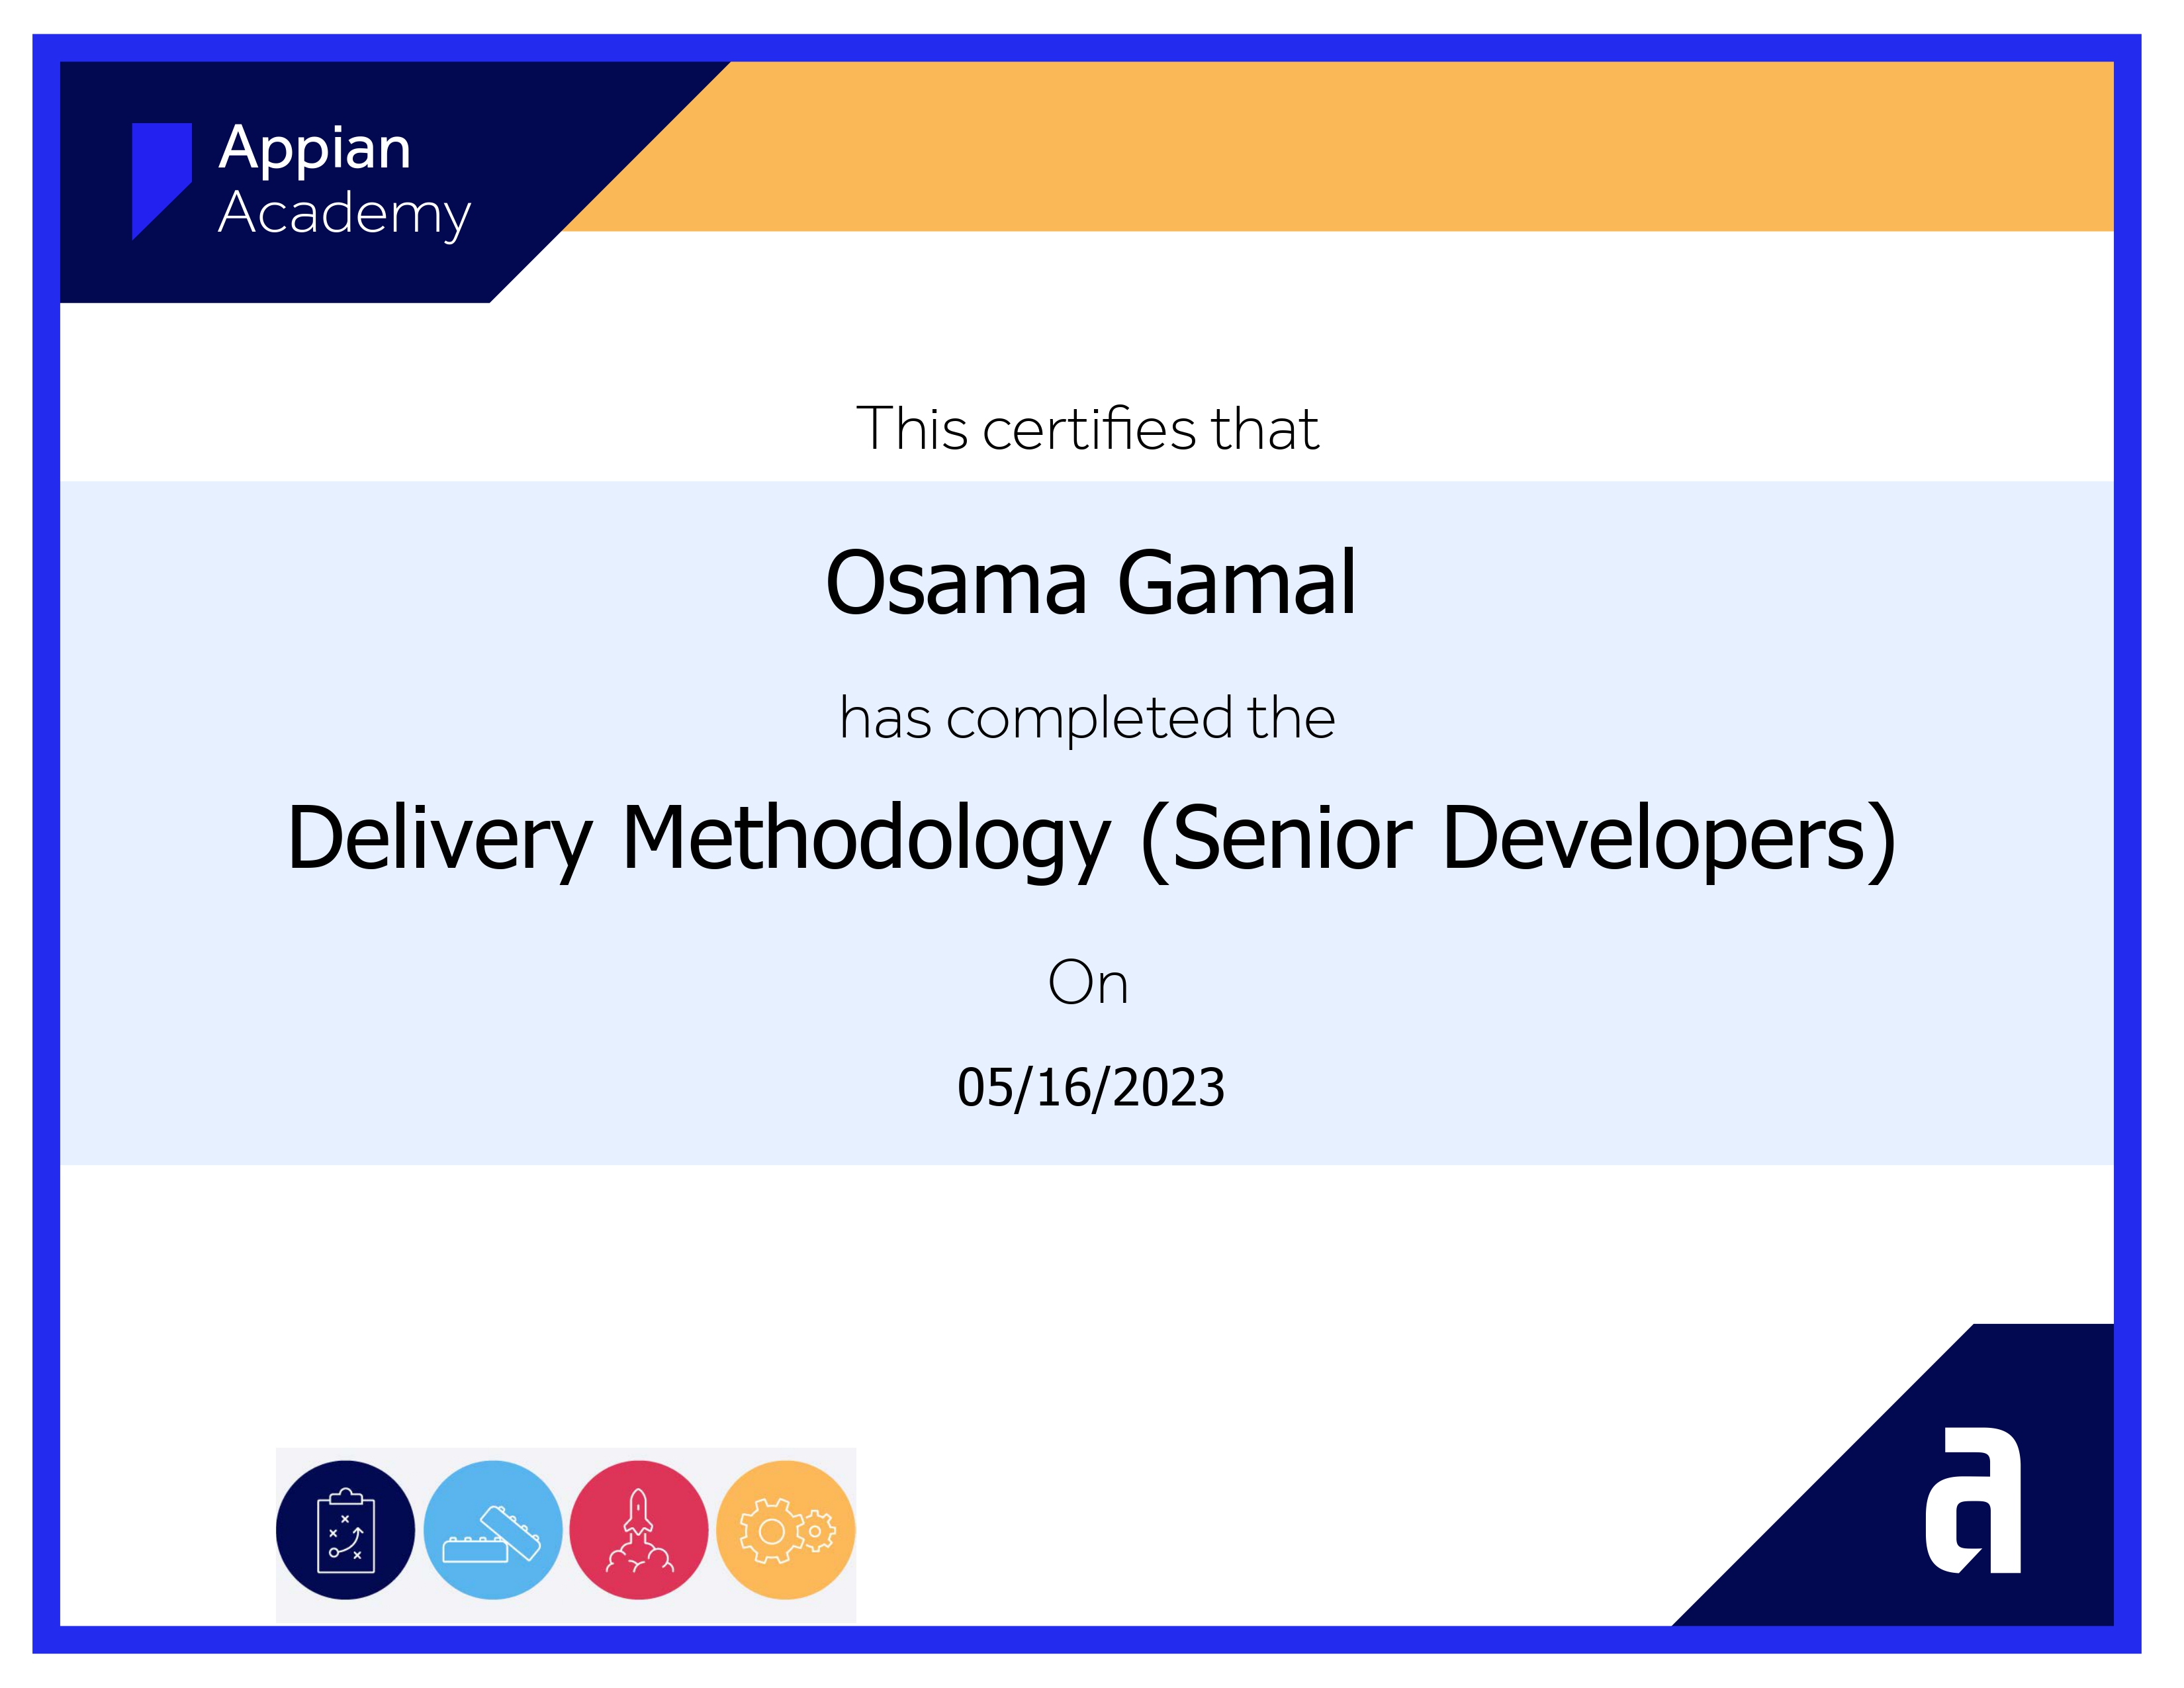 Appian
Academy
This certifies that
Osama Gamal
has completed the
Delivery Methodology (Senior Developers)
On
05/16/2023
a